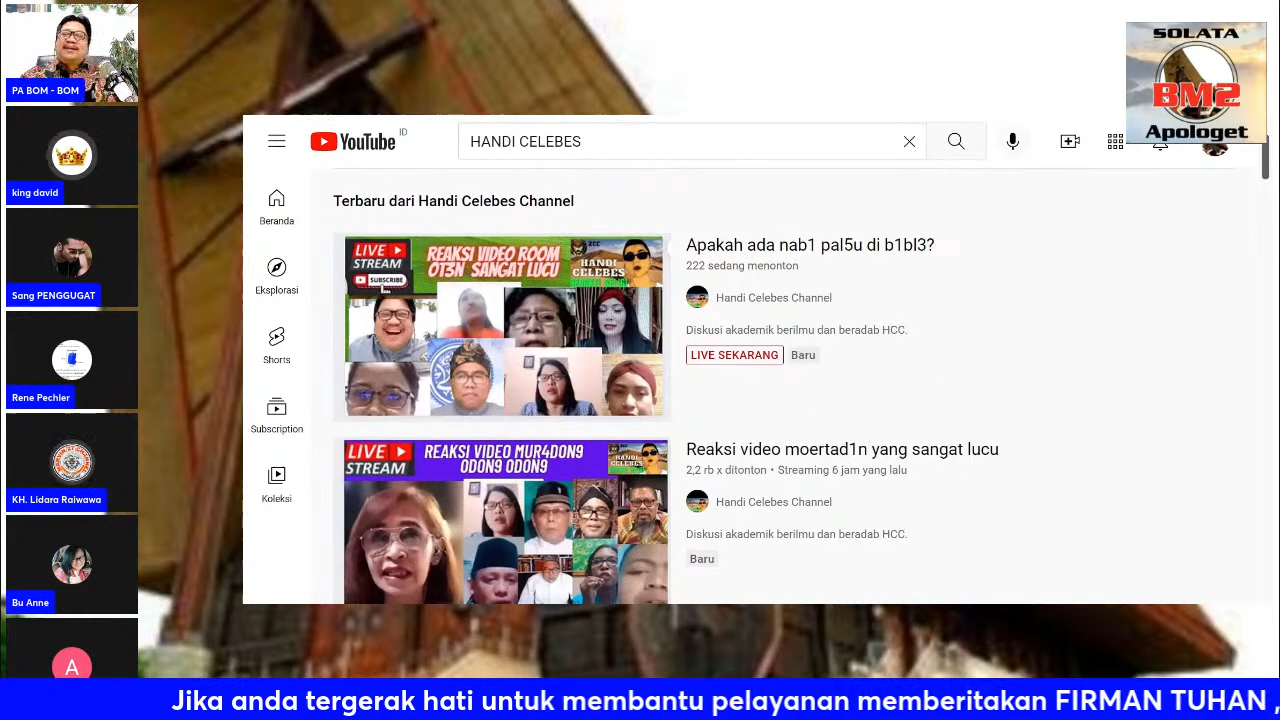 PA BOM - BOM
king david
Sang PENGGUGAT
Rene Pechler
KH. Lidara Raiwawa
Bu Anne
A
SOLATA
BM2
Apologet
YouTube ID
HANDI CELEBES
Beranda
Eksplorasi
Shorts
Subscription
Koleksi
Terbaru dari Handi Celebes Channel
LIVE
STREAM
SUBSCRIBE
REAKSI VIDEO ROOM
OT3N SANGAT LUCU
ZCC
HANDI
CELEBES
Apakah ada nab1 pal5u di b1bl3?
222 sedang menonton
Handi Celebes Channel
Diskusi akademik berilmu dan beradab HCC.
LIVE SEKARANG Baru
LIVE
STREAM
REAKSI VIDEO MUR4DON9
ODON9 ODON9
HANDI
CELEBES
Reaksi video moertad1n yang sangat lucu
2,2 rb x ditonton • Streaming 6 jam yang lalu
Handi Celebes Channel
Diskusi akademik berilmu dan beradab HCC.
Baru
Jika anda tergerak hati untuk membantu pelayanan memberitakan FIRMAN TUHAN ,